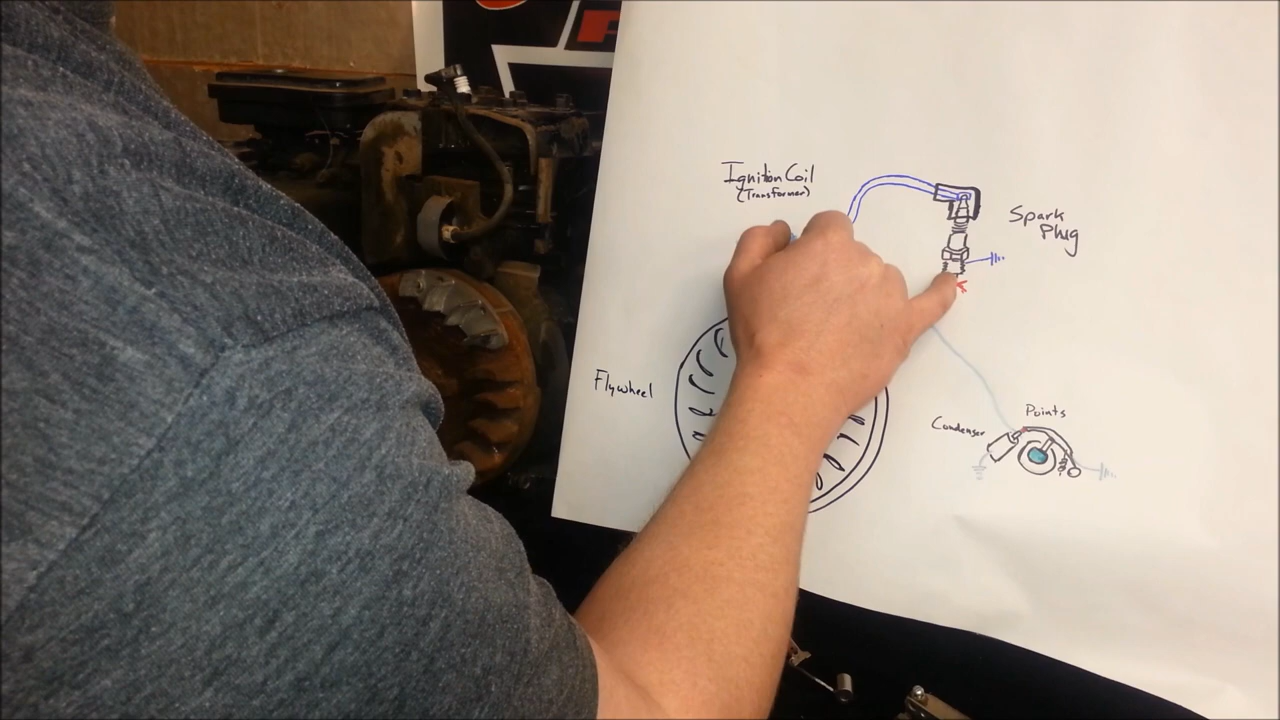 Ignition Coil
(Transformer)
Spark
Plug
Flywheel
Points
Condenser